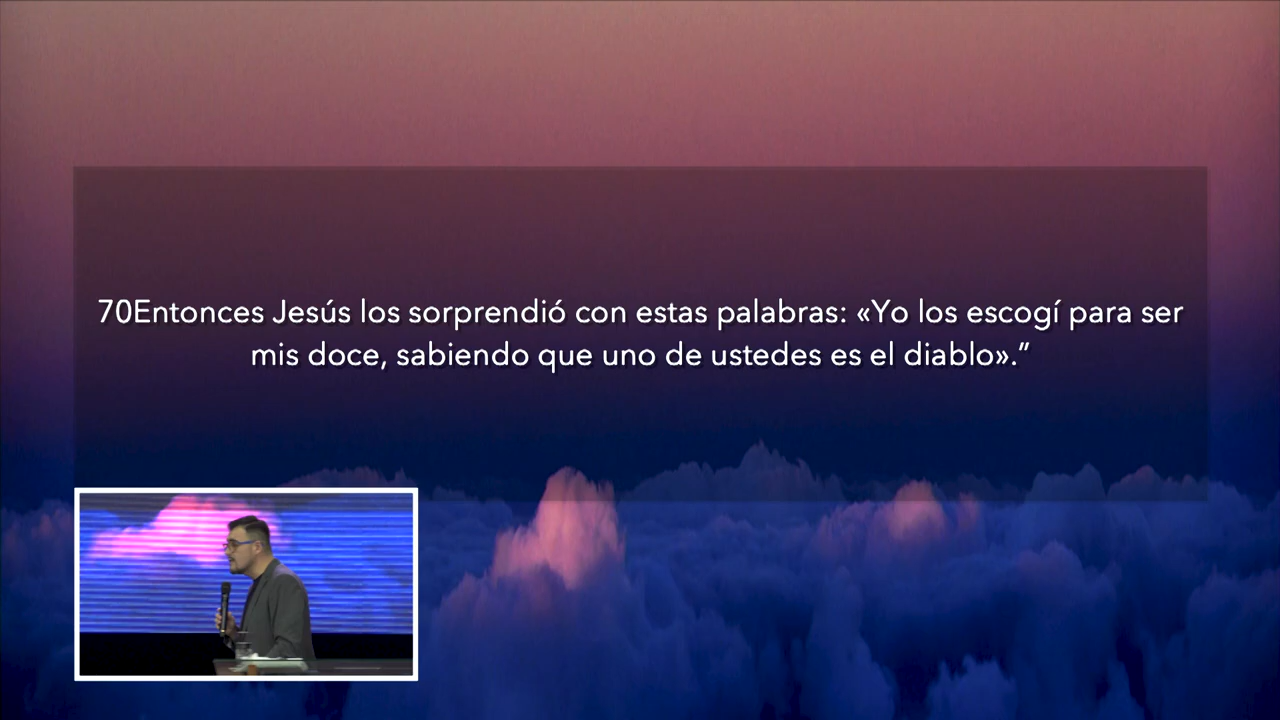 70Entonces Jesús los sorprendió con estas palabras: «Yo los escogí para ser
mis doce, sabiendo que uno de ustedes es el diablo».”